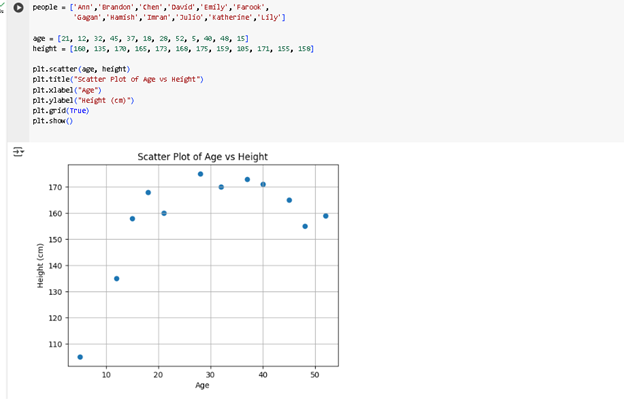 people = ['Ann','Brandon','Chen','David','Emily','Farook',
'Gagan','Hamish','Imran','Julio','Katherine','Lily']
age = [21, 12, 32, 45, 37, 18, 28, 52, 5, 40, 48, 15]
height = [160, 135, 170, 165, 173, 168, 175, 159, 105, 171, 155, 158]
plt.scatter(age, height)
plt.title("Scatter Plot of Age vs Height")
plt.xlabel("Age")
plt.ylabel("Height (cm)")
plt.grid(True)
plt.show()
Scatter Plot of Age vs Height
170
160
150
140
130
120
110
Height (cm)
10 20 30 40 50
Age